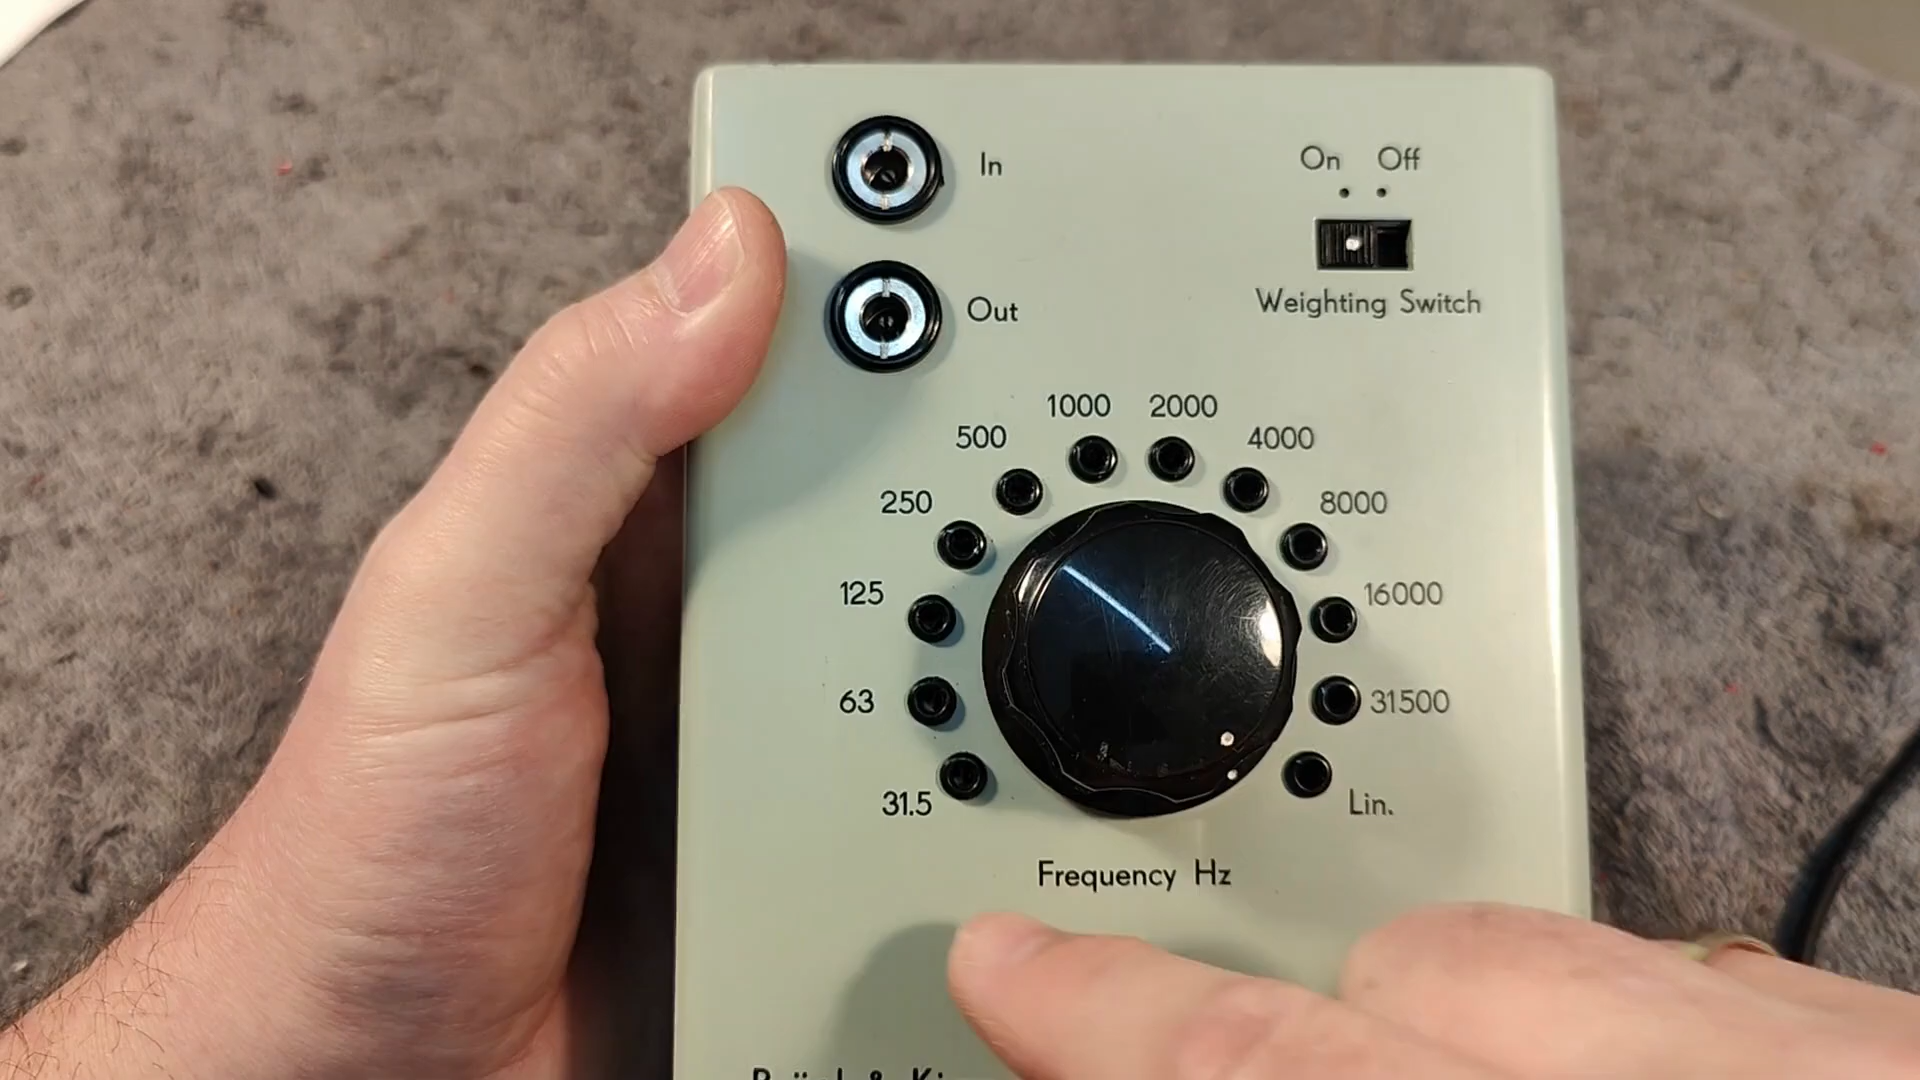 In
On Off
Out
Weighting Switch
1000 2000
500 4000
250 8000
125 16000
63 31500
31.5 Lin.
Frequency Hz